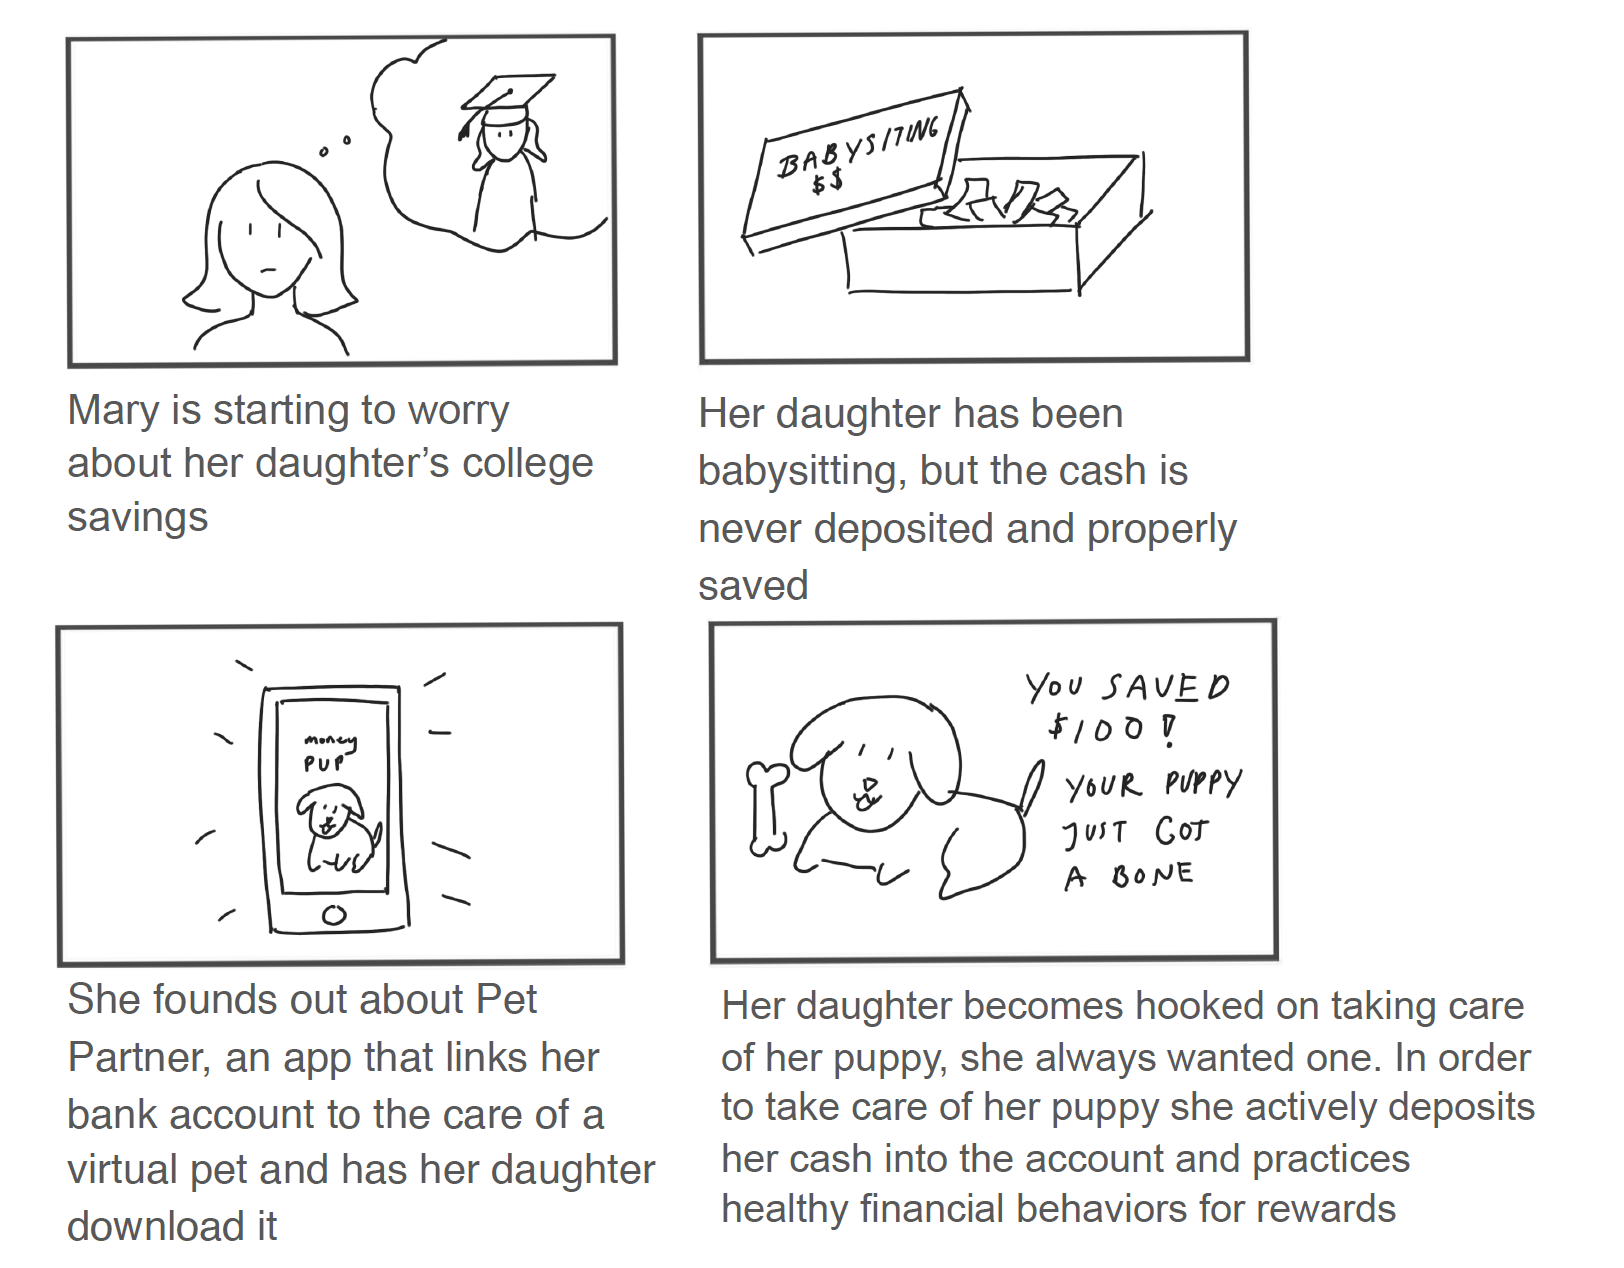 BABYSITING
$$
Mary is starting to worry
about her daughter’s college
savings
Her daughter has been
babysitting, but the cash is
never deposited and properly
saved
money
PUP
YOU SAVED
$100!
YOUR PUPPY
JUST GOT
A BONE
She founds out about Pet
Partner, an app that links her
bank account to the care of a
virtual pet and has her daughter
download it
Her daughter becomes hooked on taking care
of her puppy, she always wanted one. In order
to take care of her puppy she actively deposits
her cash into the account and practices
healthy financial behaviors for rewards